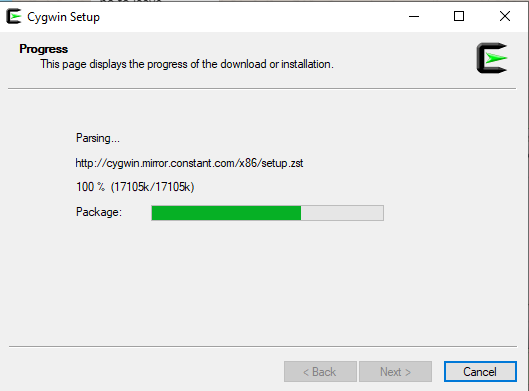 Cygwin Setup
Progress
This page displays the progress of the download or installation.
Parsing...
http://cygwin.mirror.constant.com/x86/setup.zst
100 % (17105k/17105k)
Package:
< Back
Next >
Cancel